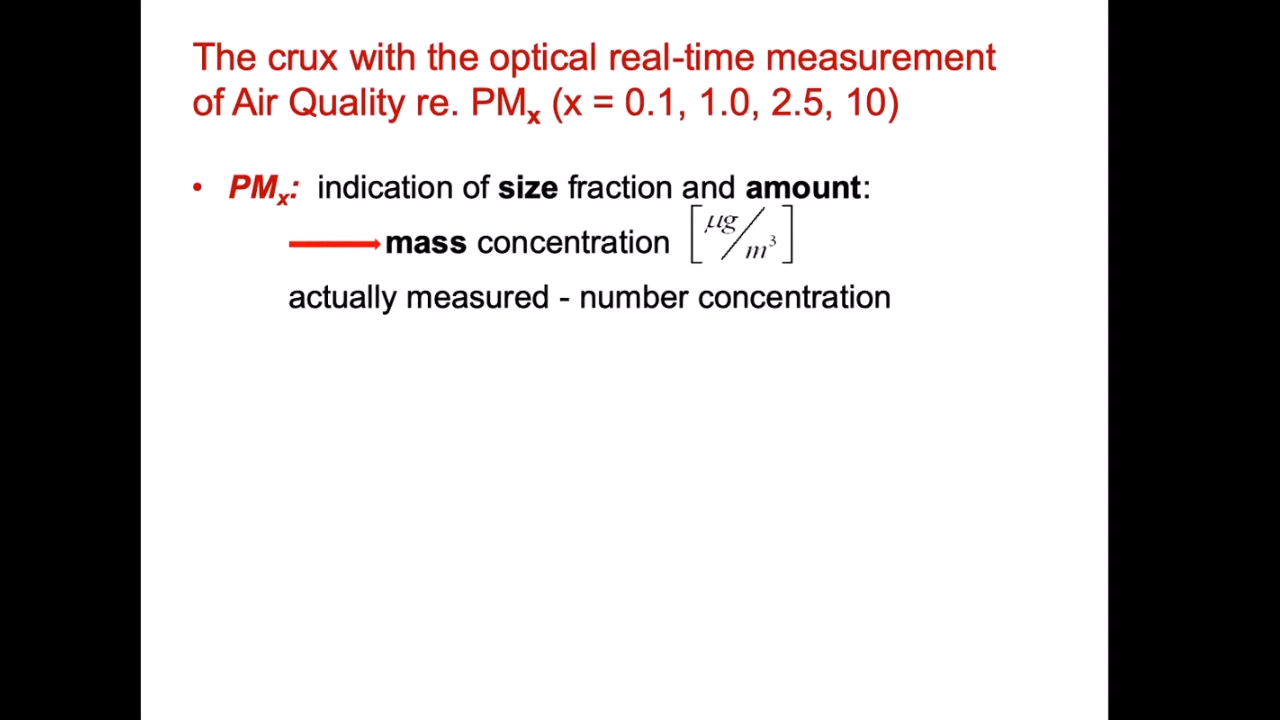 The crux with the optical real-time measurement
of Air Quality re. PMₓ (x = 0.1, 1.0, 2.5, 10)
• PMₓ: indication of size fraction and amount:
mass concentration [μg/m³]
actually measured - number concentration